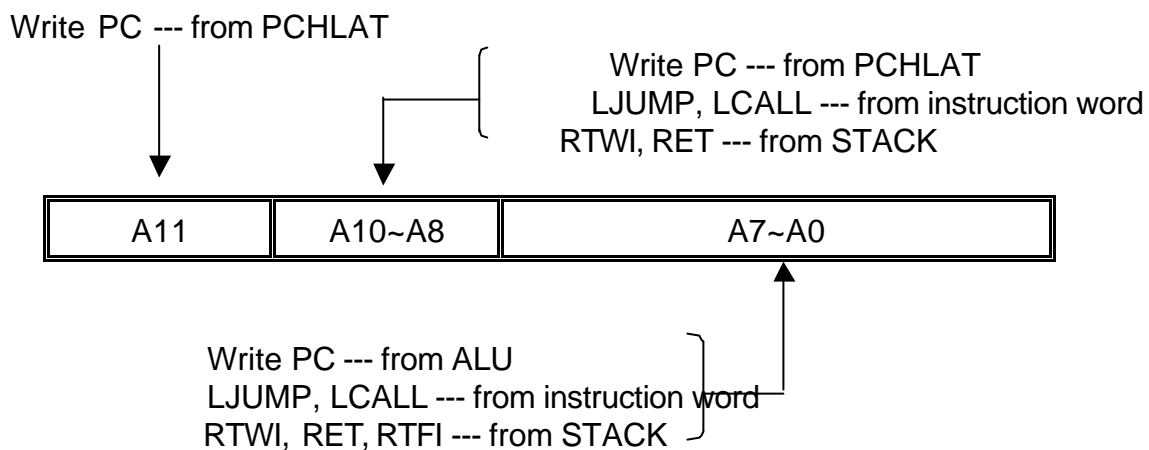 Write PC --- from PCHLAT
Write PC --- from PCHLAT
LJUMP, LCALL --- from instruction word
RTWI, RET --- from STACK
A11 A10~A8 A7~A0
Write PC --- from ALU
LJUMP, LCALL --- from instruction word
RTWI, RET, RTFI --- from STACK